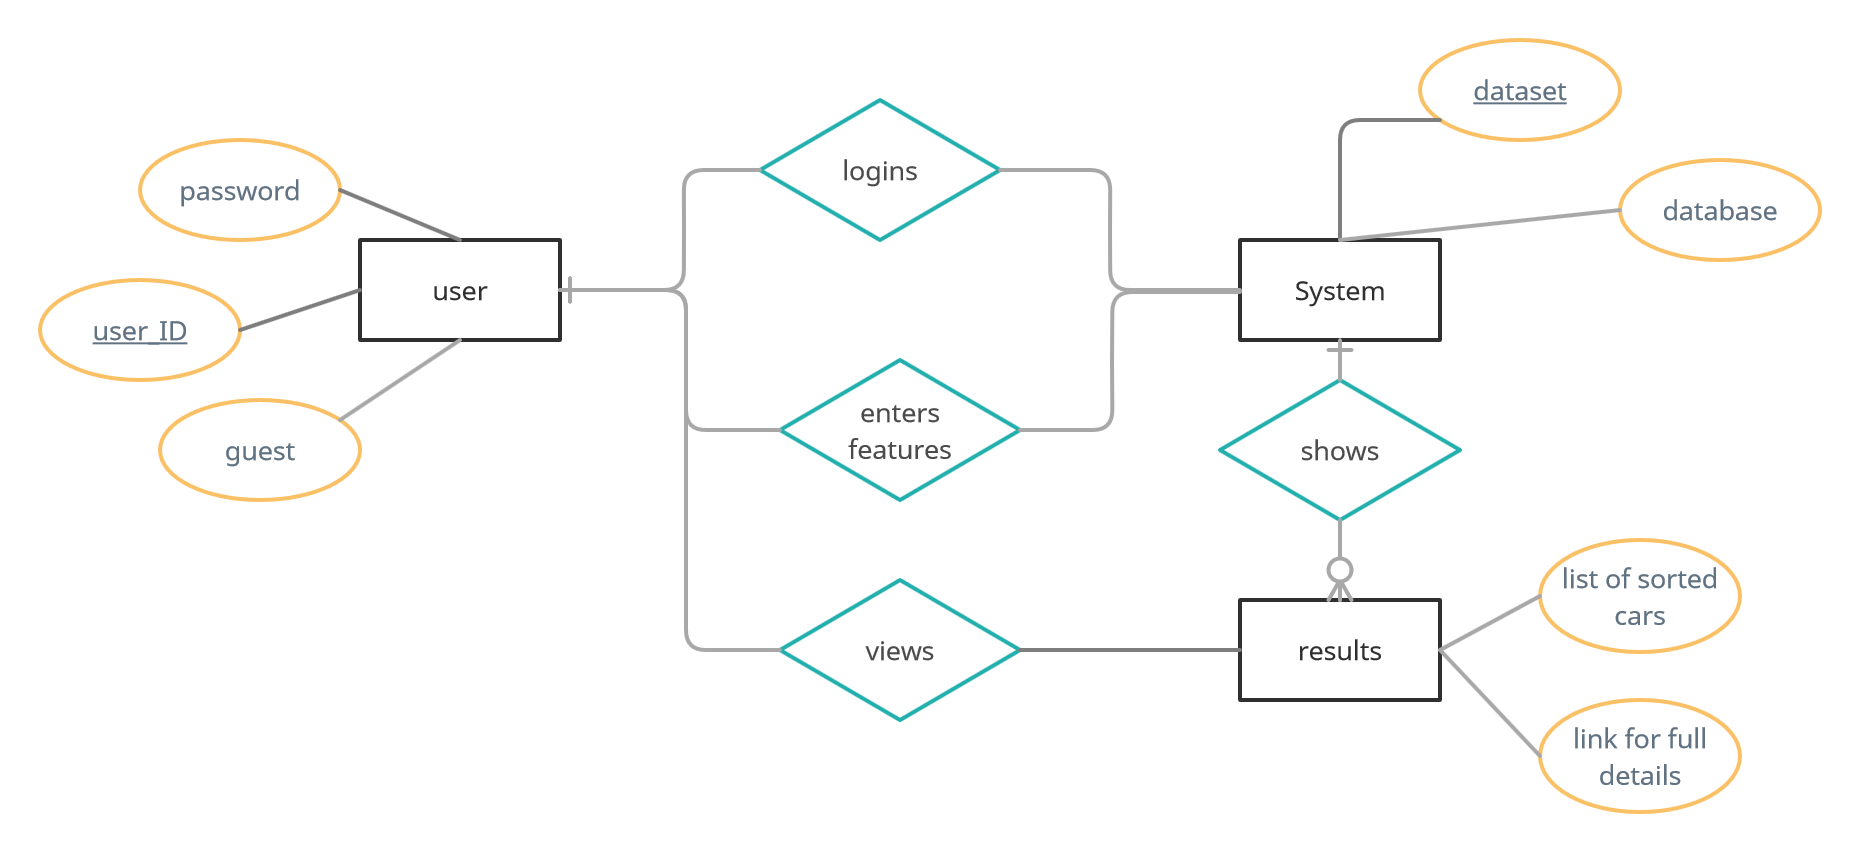 dataset
logins
password
database
user
System
user_ID
enters
features
guest
shows
list of sorted
cars
views
results
link for full
details